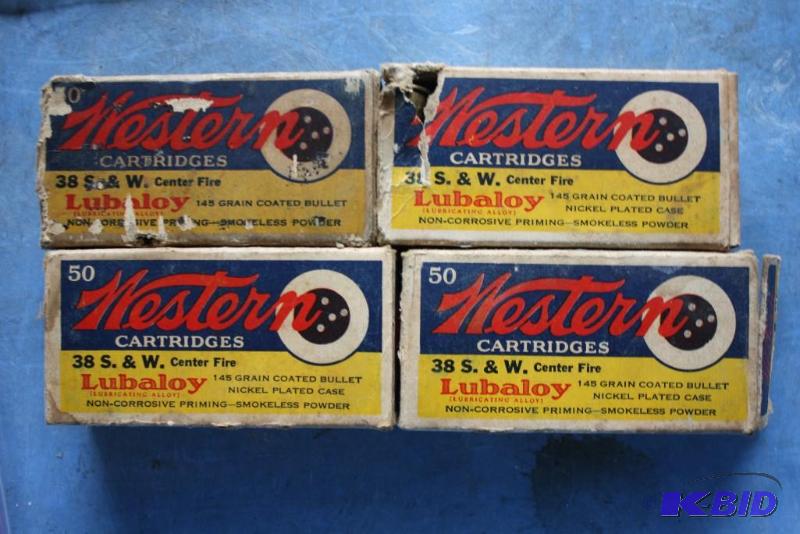 50
Western
CARTRIDGES
38 S. & W. Center Fire
Lubaloy 145 GRAIN COATED BULLET
[LUBRICATING ALLOY]
NON-CORROSIVE PRIMING—SMOKELESS POWDER
Western
CARTRIDGES
38 S. & W. Center Fire
Lubaloy 145 GRAIN COATED BULLET
[LUBRICATING ALLOY] NICKEL PLATED CASE
NON-CORROSIVE PRIMING—SMOKELESS POWDER
50
Western
CARTRIDGES
38 S. & W. Center Fire
Lubaloy 145 GRAIN COATED BULLET
[LUBRICATING ALLOY] NICKEL PLATED CASE
NON-CORROSIVE PRIMING—SMOKELESS POWDER
50
Western
CARTRIDGES
38 S. & W. Center Fire
Lubaloy 145 GRAIN COATED BULLET
[LUBRICATING ALLOY] NICKEL PLATED CASE
NON-CORROSIVE PRIMING—SMOKELESS POWDER
K-BID